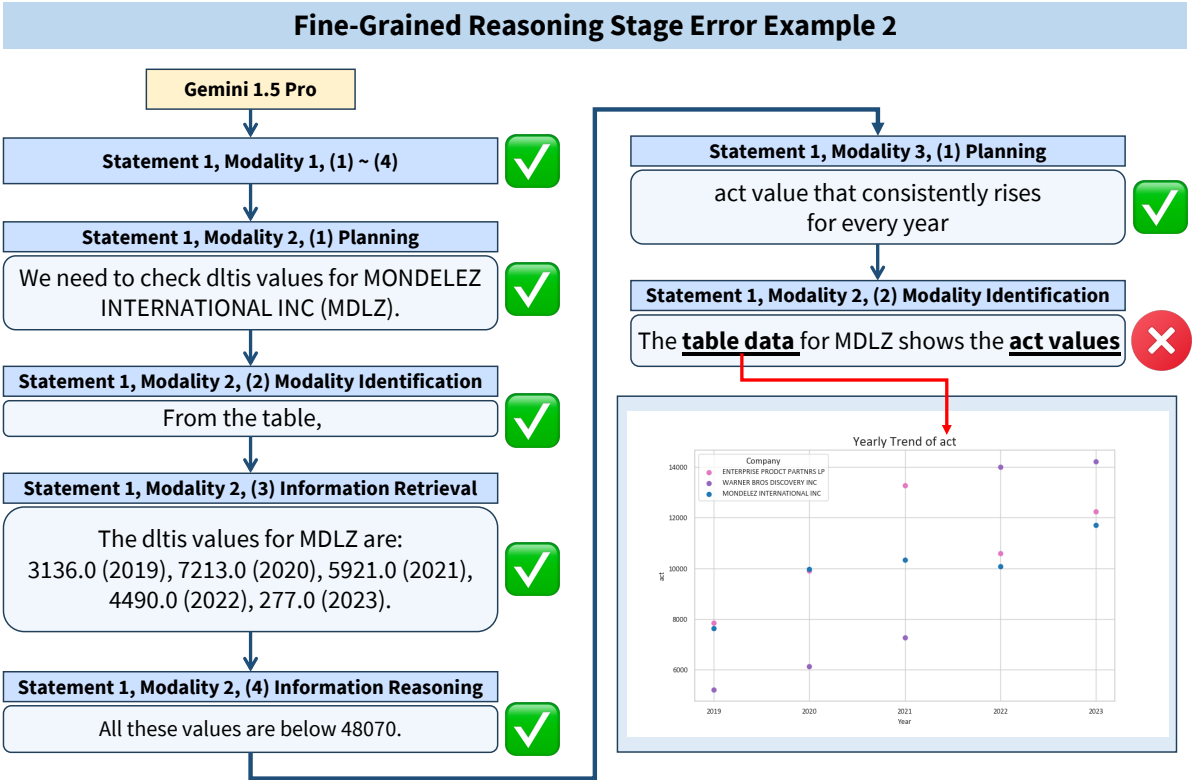 Fine-Grained Reasoning Stage Error Example 2
Gemini 1.5 Pro
Statement 1, Modality 1, (1) ~ (4)
Statement 1, Modality 2, (1) Planning
We need to check dltis values for MONDELEZ
INTERNATIONAL INC (MDLZ).
Statement 1, Modality 2, (2) Modality Identification
From the table,
Statement 1, Modality 2, (3) Information Retrieval
The dltis values for MDLZ are:
3136.0 (2019), 7213.0 (2020), 5921.0 (2021),
4490.0 (2022), 277.0 (2023).
Statement 1, Modality 2, (4) Information Reasoning
All these values are below 48070.
Statement 1, Modality 3, (1) Planning
act value that consistently rises
for every year
Statement 1, Modality 2, (2) Modality Identification
The table data for MDLZ shows the act values
Yearly Trend of act
Company
ENTERPRISE PRODCT PARTNRS LP
WARNER BROS DISCOVERY INC
MONDELEZ INTERNATIONAL INC
14000
12000
10000
8000
6000
act
2019
2020
2021
2022
2023
Year